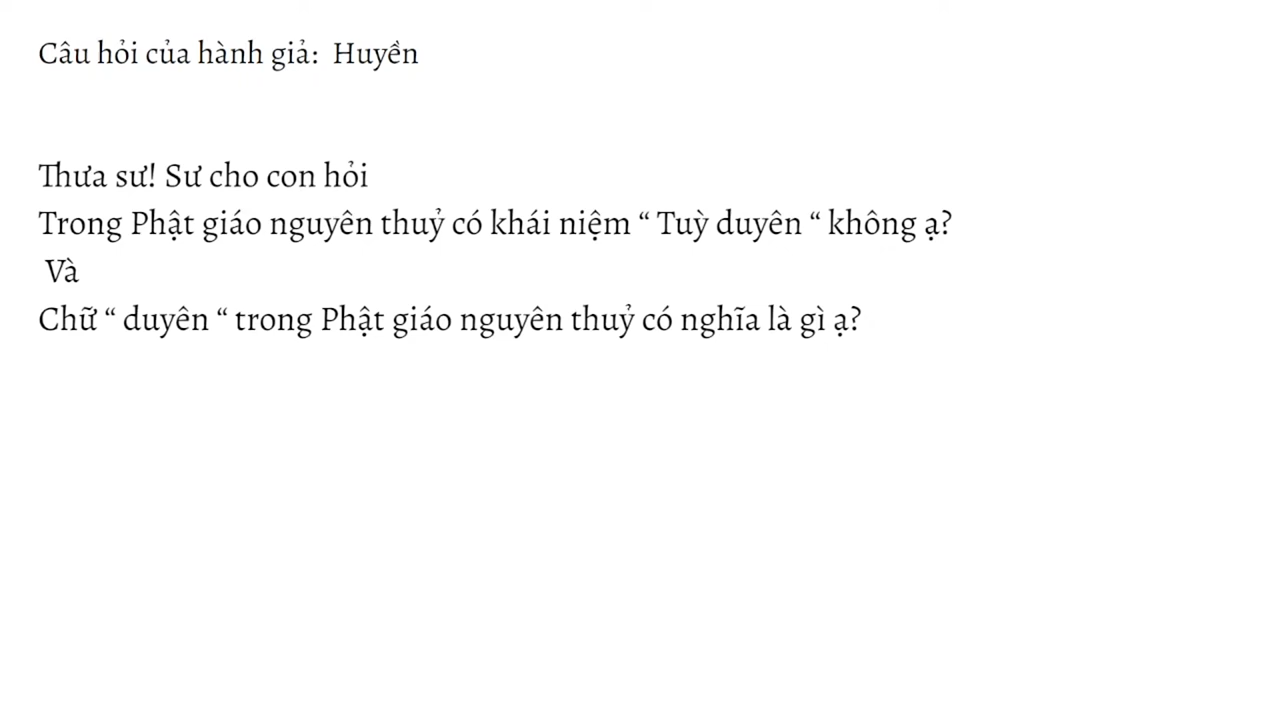 Câu hỏi của hành giả:  Huyền
Thưa sư! Sư cho con hỏi
Trong Phật giáo nguyên thuỷ có khái niệm “ Tuỳ duyên “ không ạ?
Và
Chữ “ duyên “ trong Phật giáo nguyên thuỷ có nghĩa là gì ạ?